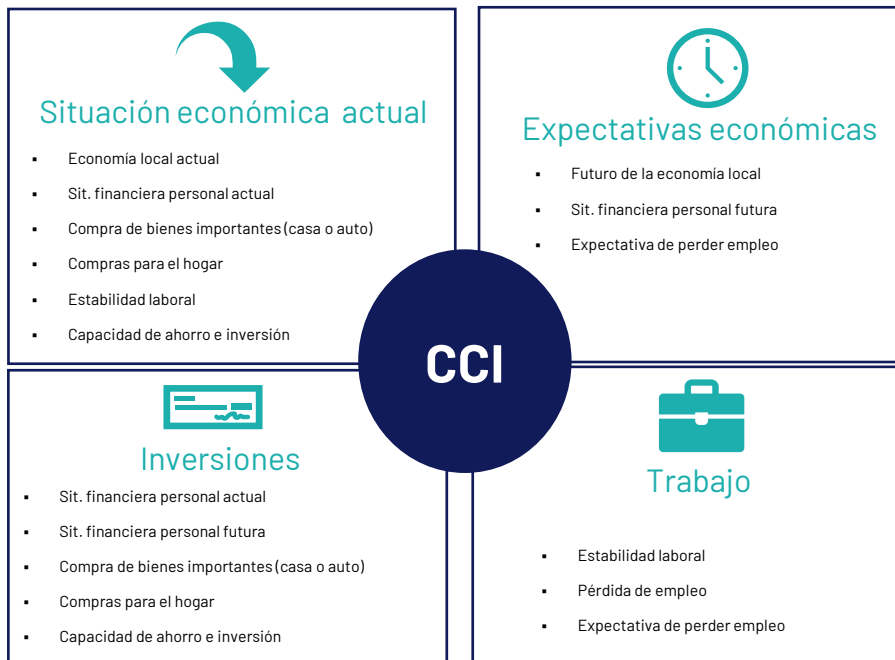 Situación económica actual
▪ Economía local actual
▪ Sit. financiera personal actual
▪ Compra de bienes importantes (casa o auto)
▪ Compras para el hogar
▪ Estabilidad laboral
▪ Capacidad de ahorro e inversión
Expectativas económicas
▪ Futuro de la economía local
▪ Sit. financiera personal futura
▪ Expectativa de perder empleo
CCI
Inversiones
▪ Sit. financiera personal actual
▪ Sit. financiera personal futura
▪ Compra de bienes importantes (casa o auto)
▪ Compras para el hogar
▪ Capacidad de ahorro e inversión
Trabajo
▪ Estabilidad laboral
▪ Pérdida de empleo
▪ Expectativa de perder empleo